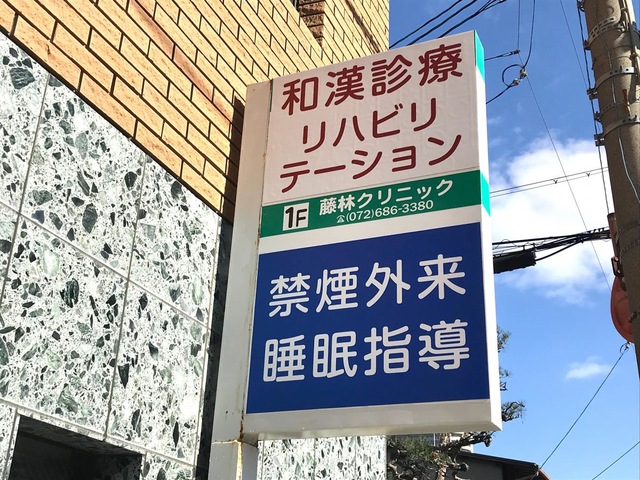 和漢診療
リハビリ
テーション
1F 藤林クリニック
☎(072)686-3380
禁煙外来
睡眠指導